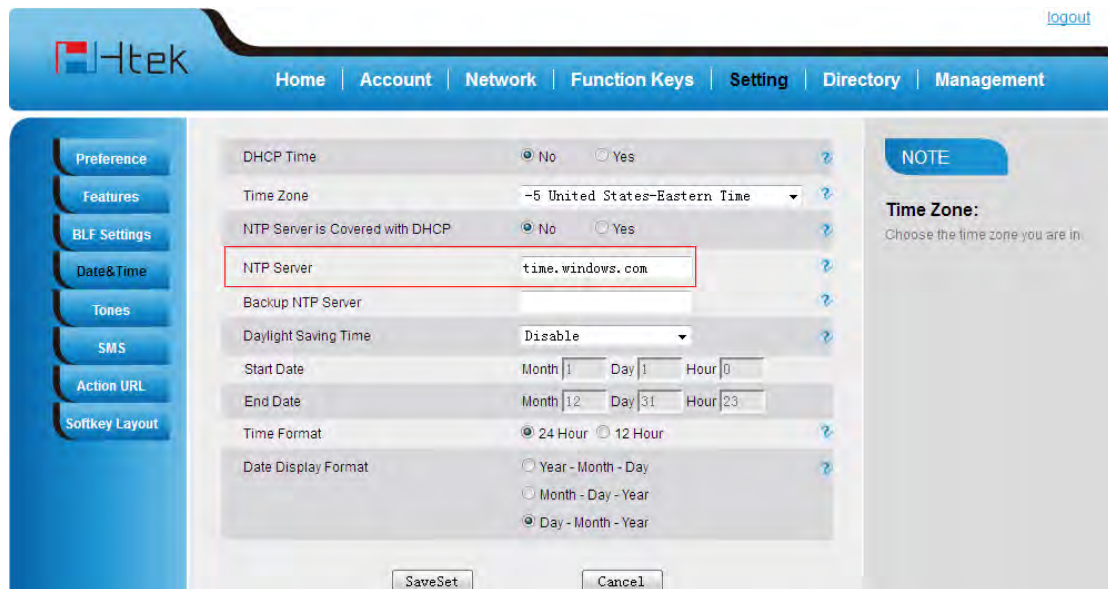 logout
Htek
Home | Account | Network | Function Keys | Setting | Directory | Management
Preference
Features
BLF Settings
Date&Time
Tones
SMS
Action URL
Softkey Layout
DHCP Time No Yes ?
Time Zone -5 United States-Eastern Time ?
NTP Server is Covered with DHCP No Yes ?
NTP Server time.windows.com ?
Backup NTP Server ?
Daylight Saving Time Disable ?
Start Date Month 1 Day 1 Hour 0
End Date Month 12 Day 31 Hour 23
Time Format 24 Hour 12 Hour ?
Date Display Format Year - Month - Day ?
Month - Day - Year
Day - Month - Year
SaveSet Cancel
NOTE
Time Zone:
Choose the time zone you are in